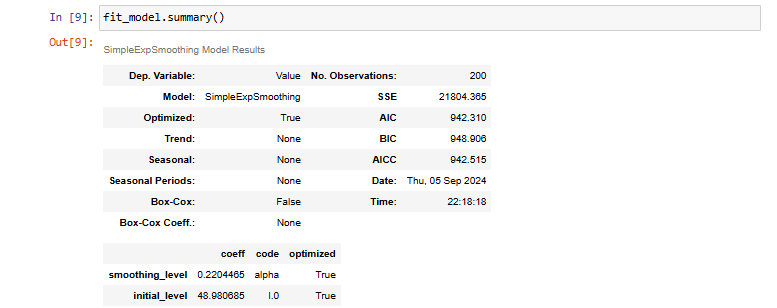 In [9]: fit_model.summary()
Out[9]: SimpleExpSmoothing Model Results
Dep. Variable: Value No. Observations: 200
Model: SimpleExpSmoothing SSE 21804.365
Optimized: True AIC 942.310
Trend: None BIC 948.906
Seasonal: None AICC 942.515
Seasonal Periods: None Date: Thu, 05 Sep 2024
Box-Cox: False Time: 22:18:18
Box-Cox Coeff.: None
coeff code optimized
smoothing_level 0.2204465 alpha True
initial_level 48.980685 l.0 True